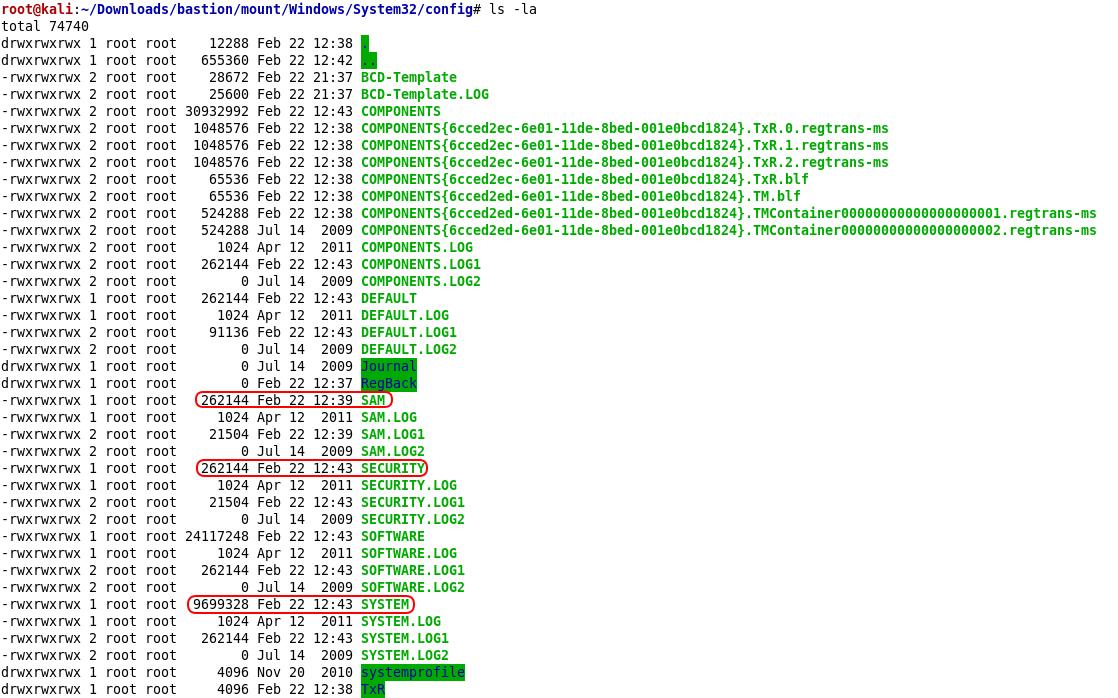 root@kali:~/Downloads/bastion/mount/Windows/System32/config# ls -la
total 74740
drwxrwxrwx 1 root root    12288 Feb 22 12:38 .
drwxrwxrwx 1 root root   655360 Feb 22 12:42 ..
-rwxrwxrwx 2 root root    28672 Feb 22 21:37 BCD-Template
-rwxrwxrwx 2 root root    25600 Feb 22 21:37 BCD-Template.LOG
-rwxrwxrwx 2 root root 30932992 Feb 22 12:43 COMPONENTS
-rwxrwxrwx 2 root root  1048576 Feb 22 12:38 COMPONENTS{6cced2ec-6e01-11de-8bed-001e0bcd1824}.TxR.0.regtrans-ms
-rwxrwxrwx 2 root root  1048576 Feb 22 12:38 COMPONENTS{6cced2ec-6e01-11de-8bed-001e0bcd1824}.TxR.1.regtrans-ms
-rwxrwxrwx 2 root root  1048576 Feb 22 12:38 COMPONENTS{6cced2ec-6e01-11de-8bed-001e0bcd1824}.TxR.2.regtrans-ms
-rwxrwxrwx 2 root root    65536 Feb 22 12:38 COMPONENTS{6cced2ec-6e01-11de-8bed-001e0bcd1824}.TxR.blf
-rwxrwxrwx 2 root root    65536 Feb 22 12:38 COMPONENTS{6cced2ed-6e01-11de-8bed-001e0bcd1824}.TM.blf
-rwxrwxrwx 2 root root   524288 Feb 22 12:38 COMPONENTS{6cced2ed-6e01-11de-8bed-001e0bcd1824}.TMContainer00000000000000000001.regtrans-ms
-rwxrwxrwx 2 root root   524288 Jul 14  2009 COMPONENTS{6cced2ed-6e01-11de-8bed-001e0bcd1824}.TMContainer00000000000000000002.regtrans-ms
-rwxrwxrwx 2 root root     1024 Apr 12  2011 COMPONENTS.LOG
-rwxrwxrwx 2 root root   262144 Feb 22 12:43 COMPONENTS.LOG1
-rwxrwxrwx 2 root root        0 Jul 14  2009 COMPONENTS.LOG2
-rwxrwxrwx 1 root root   262144 Feb 22 12:43 DEFAULT
-rwxrwxrwx 1 root root     1024 Apr 12  2011 DEFAULT.LOG
-rwxrwxrwx 2 root root    91136 Feb 22 12:43 DEFAULT.LOG1
-rwxrwxrwx 2 root root        0 Jul 14  2009 DEFAULT.LOG2
drwxrwxrwx 1 root root        0 Jul 14  2009 Journal
drwxrwxrwx 1 root root        0 Feb 22 12:37 RegBack
-rwxrwxrwx 1 root root   262144 Feb 22 12:39 SAM
-rwxrwxrwx 1 root root     1024 Apr 12  2011 SAM.LOG
-rwxrwxrwx 2 root root    21504 Feb 22 12:39 SAM.LOG1
-rwxrwxrwx 2 root root        0 Jul 14  2009 SAM.LOG2
-rwxrwxrwx 1 root root   262144 Feb 22 12:43 SECURITY
-rwxrwxrwx 1 root root     1024 Apr 12  2011 SECURITY.LOG
-rwxrwxrwx 2 root root    21504 Feb 22 12:43 SECURITY.LOG1
-rwxrwxrwx 2 root root        0 Jul 14  2009 SECURITY.LOG2
-rwxrwxrwx 1 root root 24117248 Feb 22 12:43 SOFTWARE
-rwxrwxrwx 1 root root     1024 Apr 12  2011 SOFTWARE.LOG
-rwxrwxrwx 2 root root   262144 Feb 22 12:43 SOFTWARE.LOG1
-rwxrwxrwx 2 root root        0 Jul 14  2009 SOFTWARE.LOG2
-rwxrwxrwx 1 root root  9699328 Feb 22 12:43 SYSTEM
-rwxrwxrwx 1 root root     1024 Apr 12  2011 SYSTEM.LOG
-rwxrwxrwx 2 root root   262144 Feb 22 12:43 SYSTEM.LOG1
-rwxrwxrwx 2 root root        0 Jul 14  2009 SYSTEM.LOG2
drwxrwxrwx 1 root root     4096 Nov 20  2010 systemprofile
drwxrwxrwx 1 root root     4096 Feb 22 12:38 TxR